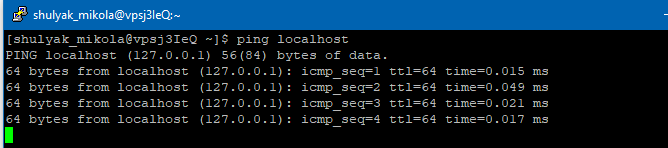 shulyak_mikola@vpsj3IeQ:~
[shulyak_mikola@vpsj3IeQ ~]$ ping localhost
PING localhost (127.0.0.1) 56(84) bytes of data.
64 bytes from localhost (127.0.0.1): icmp_seq=1 ttl=64 time=0.015 ms
64 bytes from localhost (127.0.0.1): icmp_seq=2 ttl=64 time=0.049 ms
64 bytes from localhost (127.0.0.1): icmp_seq=3 ttl=64 time=0.021 ms
64 bytes from localhost (127.0.0.1): icmp_seq=4 ttl=64 time=0.017 ms